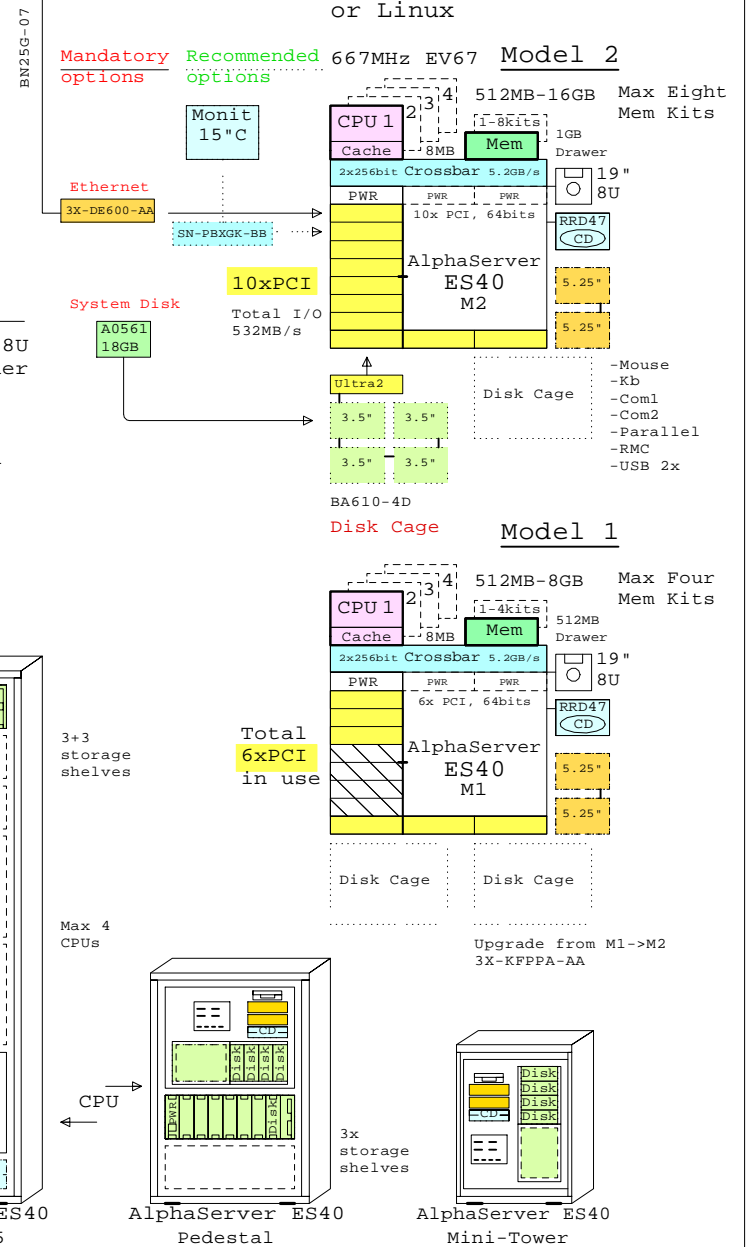 or Linux
BN25G-07
Mandatory
options
Recommended
options
667MHz EV67
Model 2
Monit
15"C
CPU 1
2
3
4
Cache
8MB
512MB-16GB
1-8kits
Mem
1GB
Drawer
Max Eight
Mem Kits
2x256bit Crossbar 5.2GB/s
19"
8U
PWR
PWR
PWR
10x PCI, 64bits
Ethernet
3X-DE600-AA
SN-PBXGK-BB
RRD47
CD
AlphaServer
ES40
M2
10xPCI
Total I/O
532MB/s
5.25"
5.25"
System Disk
A0561
18GB
8U
er
Ultra2
3.5"
3.5"
3.5"
3.5"
Disk Cage
-Mouse
-Kb
-Com1
-Com2
-Parallel
-RMC
-USB 2x
BA610-4D
Disk Cage
Model 1
CPU 1
2
3
4
Cache
8MB
512MB-8GB
1-4kits
Mem
512MB
Drawer
Max Four
Mem Kits
2x256bit Crossbar 5.2GB/s
19"
8U
PWR
PWR
PWR
6x PCI, 64bits
RRD47
CD
AlphaServer
ES40
M1
Total
6xPCI
in use
5.25"
5.25"
3+3
storage
shelves
Disk Cage
Disk Cage
Max 4
CPUs
Upgrade from M1->M2
3X-KFPPA-AA
CD
Disk
Disk
Disk
Disk
PWR
Disk
CPU
3x
storage
shelves
CD
Disk
Disk
Disk
Disk
ES40
AlphaServer ES40
Pedestal
AlphaServer ES40
Mini-Tower